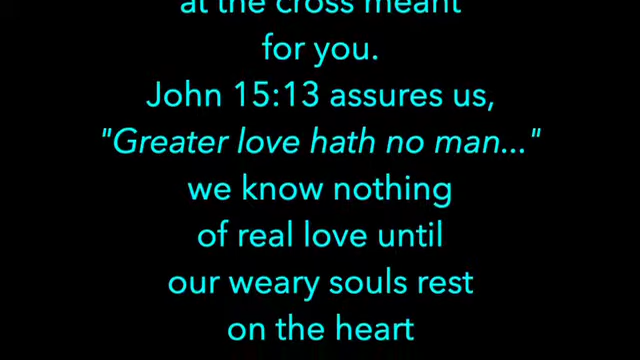 at the cross meant
for you.
John 15:13 assures us,
"Greater love hath no man..."
we know nothing
of real love until
our weary souls rest
on the heart